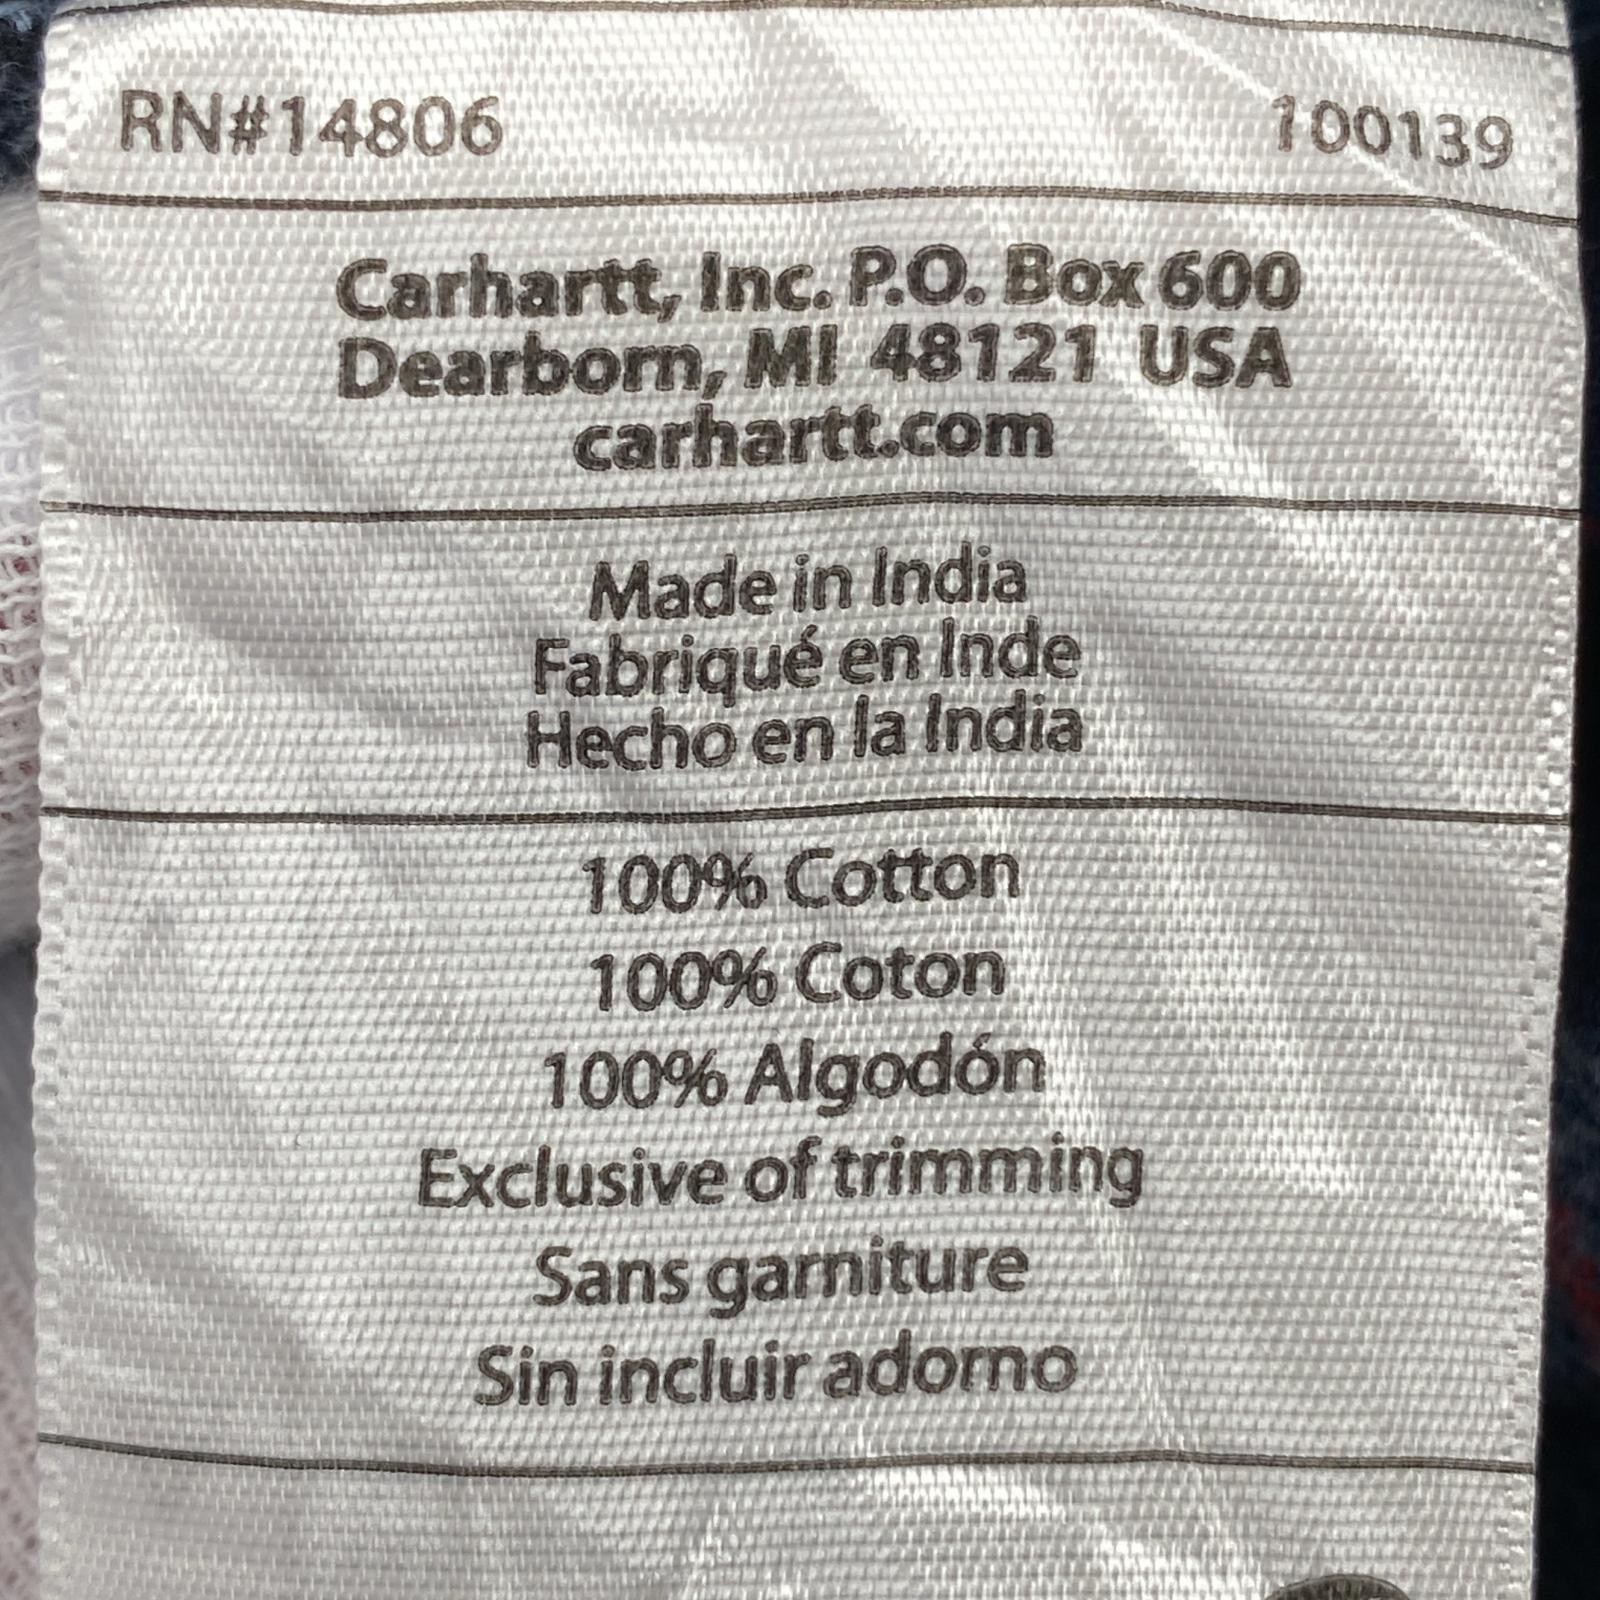 RN#14806 100139
Carhartt, Inc. P.O. Box 600
Dearborn, MI 48121 USA
carhartt.com
Made in India
Fabriqué en Inde
Hecho en la India
100% Cotton
100% Coton
100% Algodón
Exclusive of trimming
Sans garniture
Sin incluir adorno